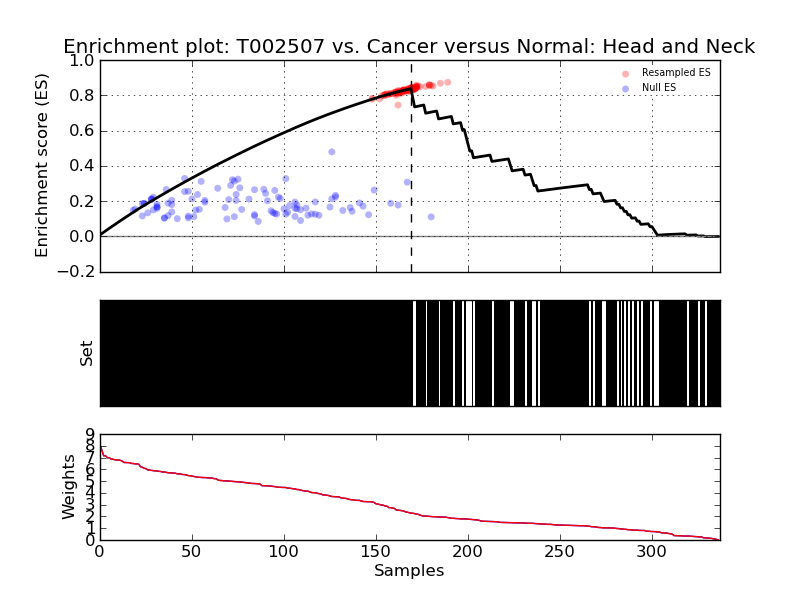 Enrichment plot: T002507 vs. Cancer versus Normal: Head and Neck
Enrichment score (ES)
1.0
0.8
0.6
0.4
0.2
0.0
−0.2
Resampled ES
Null ES
Set
Weights
9
8
7
6
5
4
3
2
1
0
0 50 100 150 200 250 300
Samples